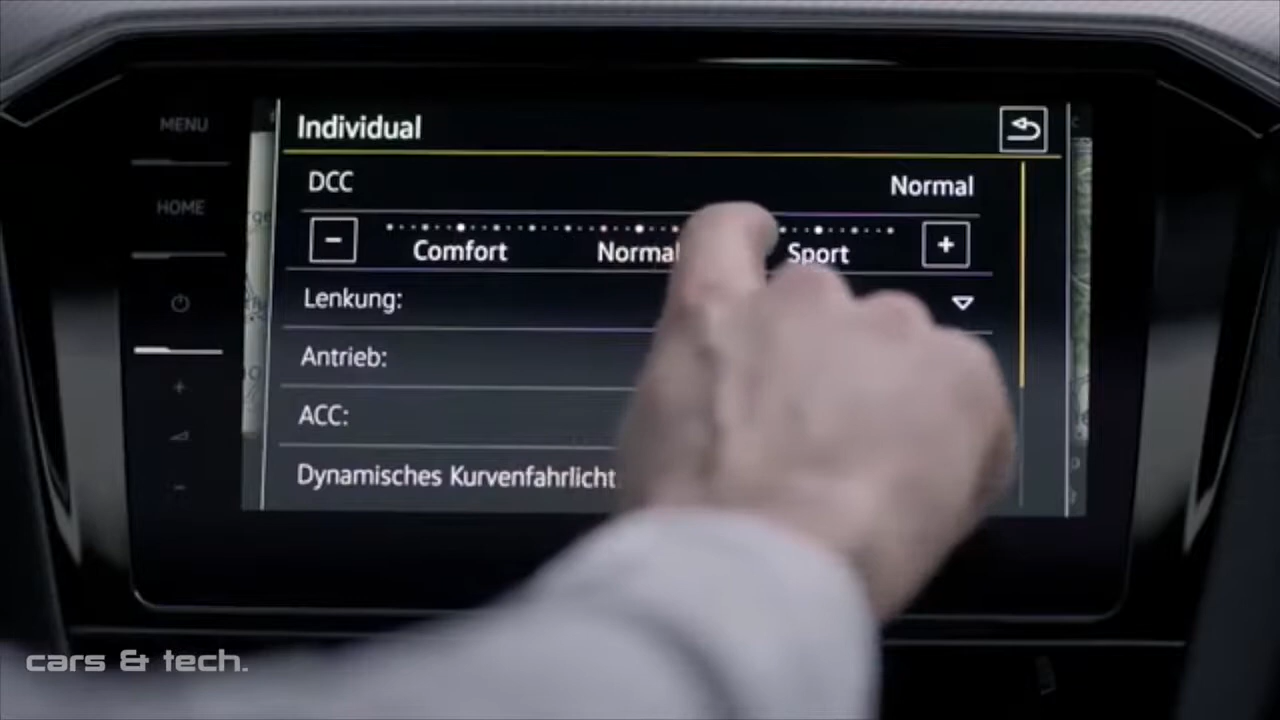 MENU
HOME
Individual
DCC
Normal
Comfort
Normal
Sport
Lenkung:
Antrieb:
ACC:
Dynamisches Kurvenfahrlicht
cars & tech.